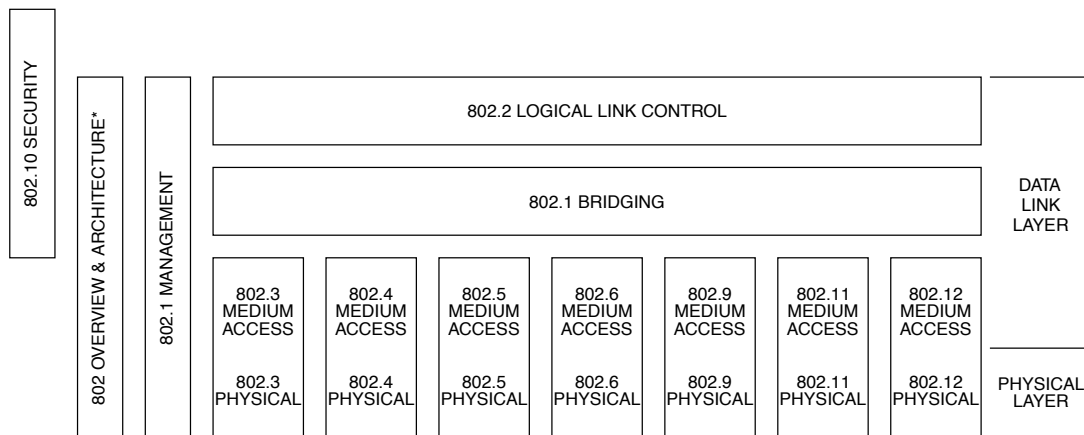 802.10 SECURITY
802 OVERVIEW & ARCHITECTURE*
802.1 MANAGEMENT
802.2 LOGICAL LINK CONTROL
802.1 BRIDGING
DATA
LINK
LAYER
802.3
MEDIUM
ACCESS
802.3
PHYSICAL
802.4
MEDIUM
ACCESS
802.4
PHYSICAL
802.5
MEDIUM
ACCESS
802.5
PHYSICAL
802.6
MEDIUM
ACCESS
802.6
PHYSICAL
802.9
MEDIUM
ACCESS
802.9
PHYSICAL
802.11
MEDIUM
ACCESS
802.11
PHYSICAL
802.12
MEDIUM
ACCESS
802.12
PHYSICAL
PHYSICAL
LAYER